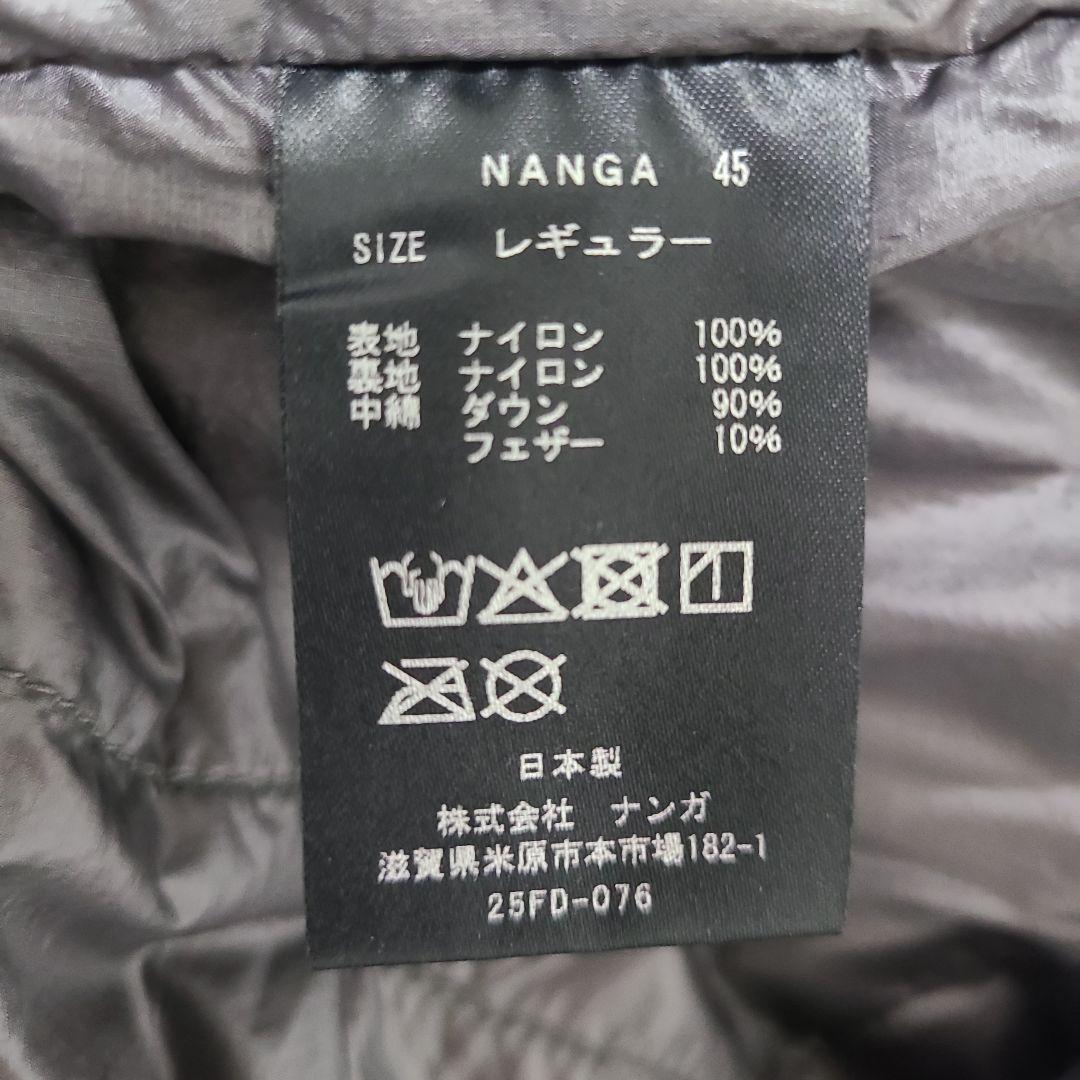 NANGA 45
SIZE レギュラー
表地 ナイロン 100%
裏地 ナイロン 100%
中綿 ダウン 90%
フェザー 10%
日本製
株式会社 ナンガ
滋賀県米原市本市場182-1
25FD-076